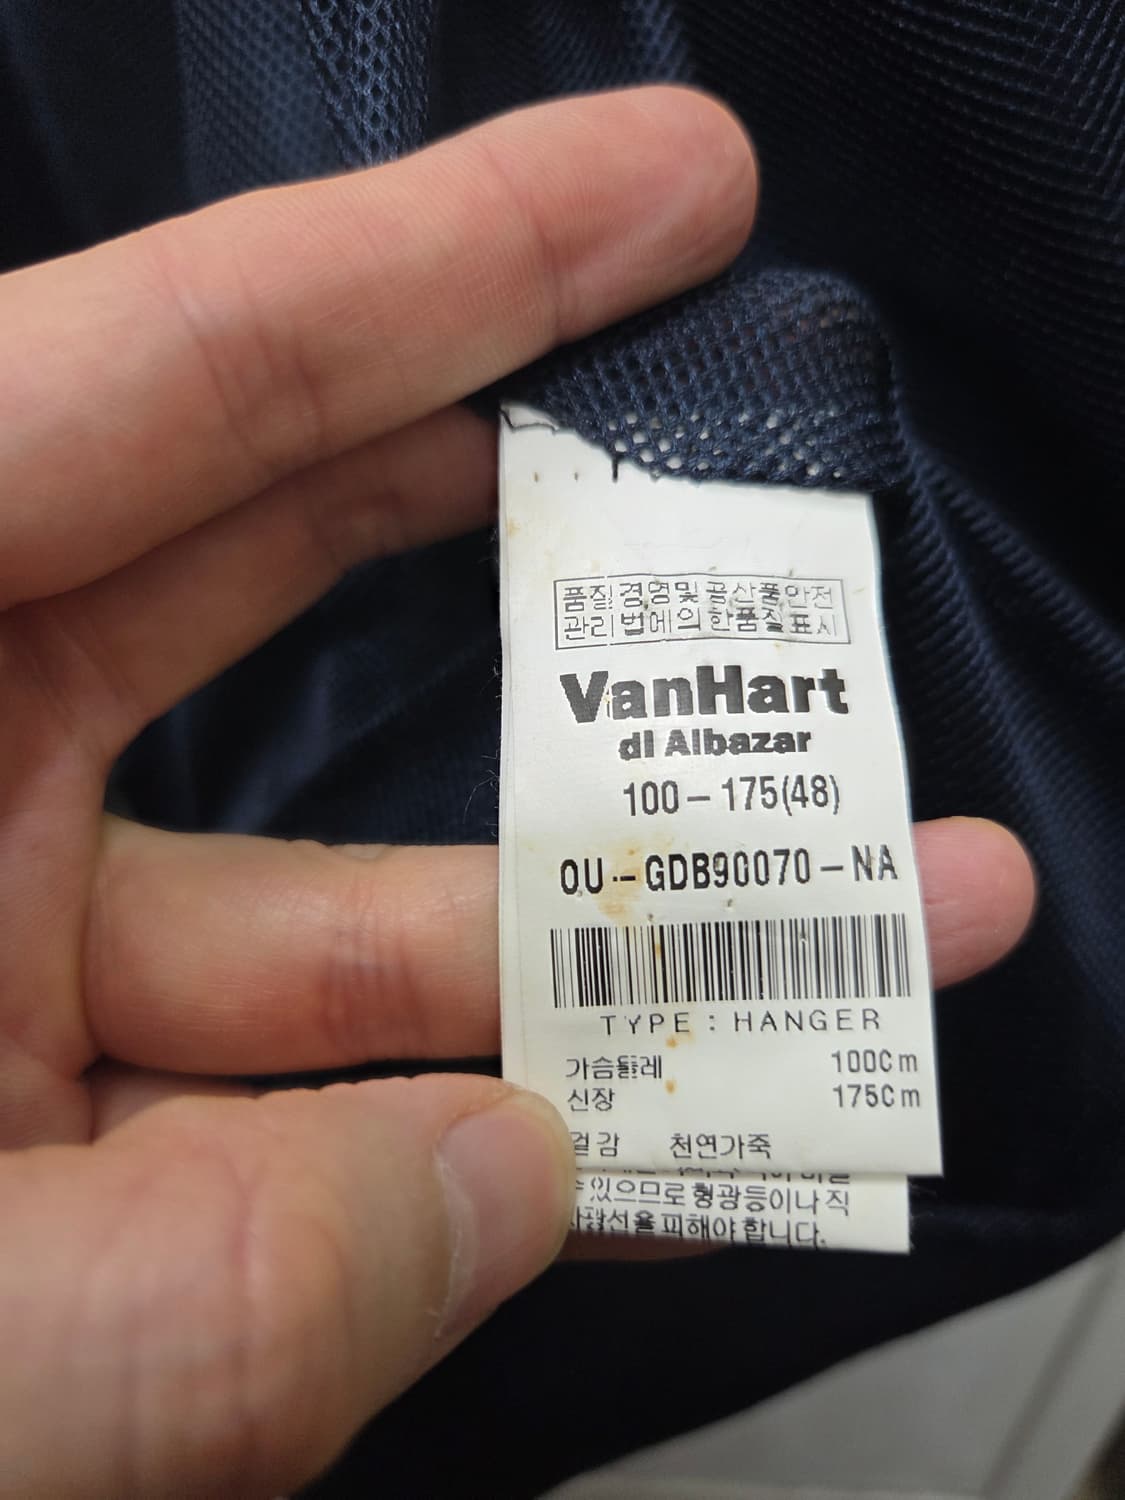 품질경영및공산품안전
관리법에의한품질표시
VanHart
di Albazar
100-175(48)
OU-GDB90070-NA
TYPE : HANGER
가슴둘레 100Cm
신장 175Cm
겉감 천연가죽
있으므로 형광등이나 직
사광선을 피해야합니다.